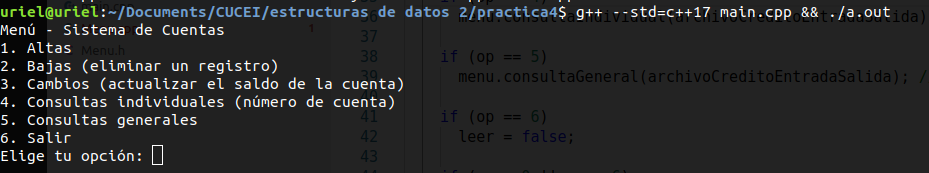 uriel@uriel:~/Documents/CUCEI/estructuras de datos 2/practica4$ g++ --std=c++17 main.cpp && ./a.out
Menú - Sistema de Cuentas
1. Altas
2. Bajas (eliminar un registro)
3. Cambios (actualizar el saldo de la cuenta)
4. Consultas individuales (número de cuenta)
5. Consultas generales
6. Salir
Elige tu opción:
Menu.h
1
37
38 if (op == 5)
39 menu.consultaGeneral(archivoCreditoEntradaSalida); /
41 if (op == 6)
42 leer = false;
43